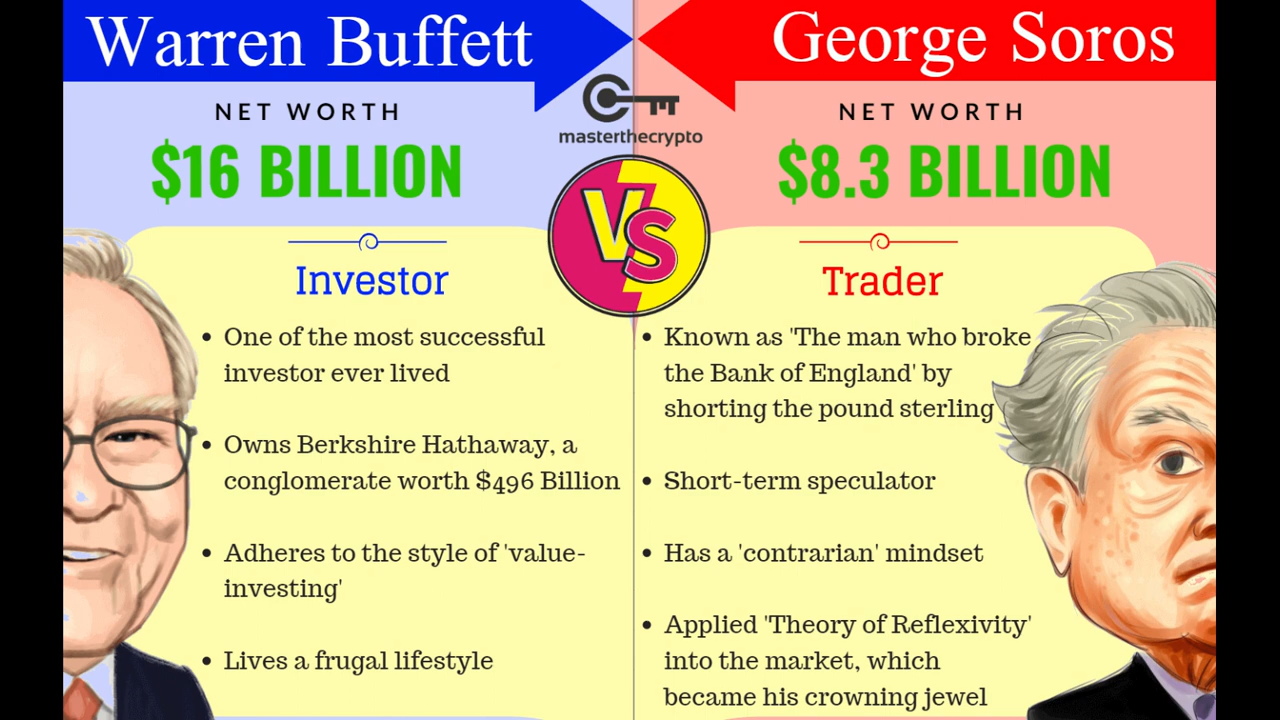 Warren Buffett
NET WORTH
$16 BILLION
Investor
• One of the most successful
investor ever lived
• Owns Berkshire Hathaway, a
conglomerate worth $496 Billion
• Adheres to the style of 'value-
investing'
• Lives a frugal lifestyle
masterthecrypto
VS
George Soros
NET WORTH
$8.3 BILLION
Trader
• Known as 'The man who broke
the Bank of England' by
shorting the pound sterling
• Short-term speculator
• Has a 'contrarian' mindset
• Applied 'Theory of Reflexivity'
into the market, which
became his crowning jewel